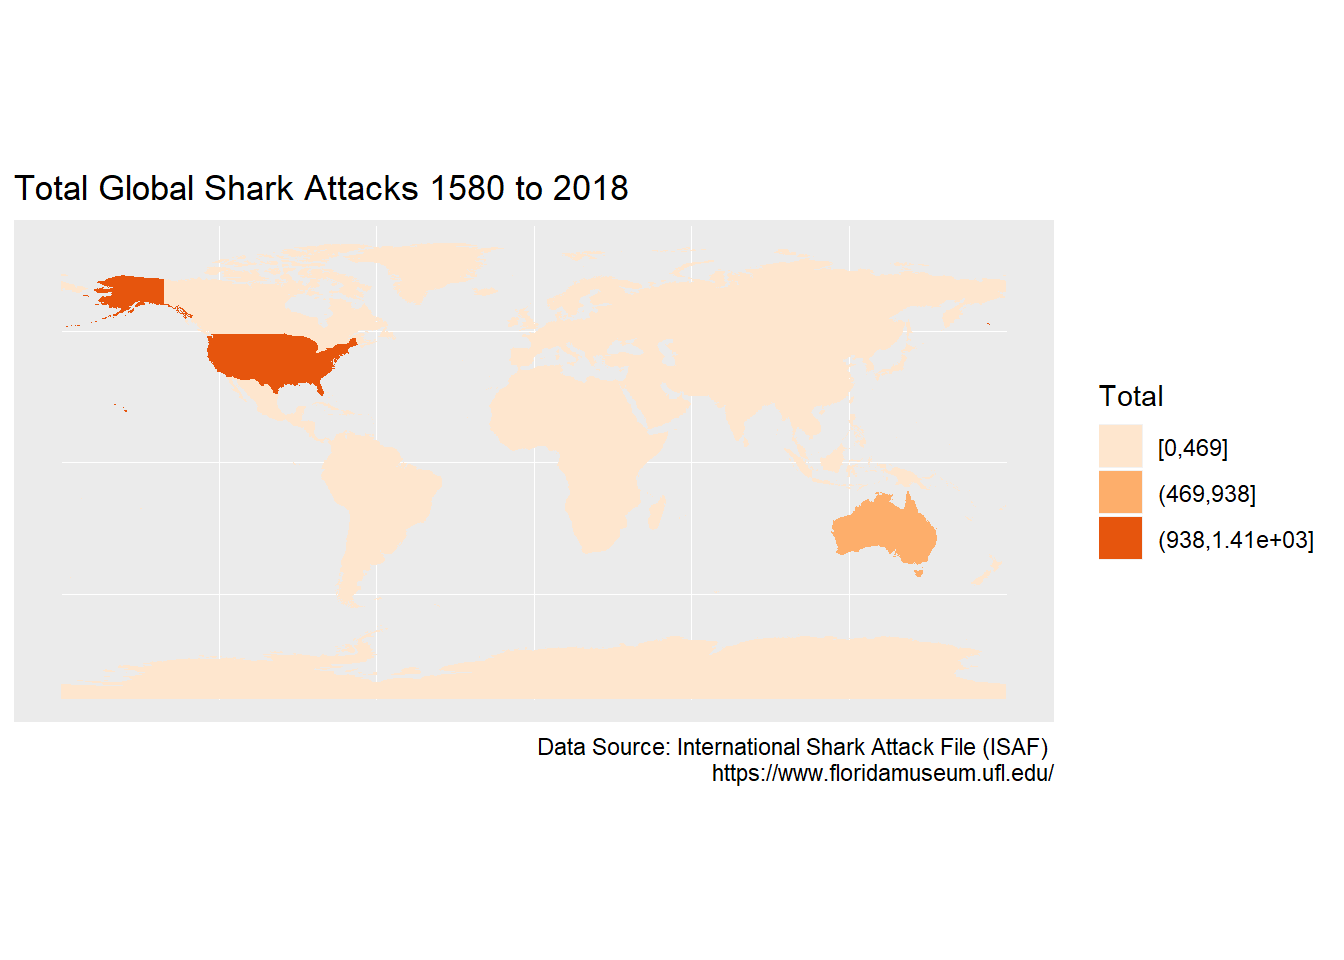 Total Global Shark Attacks 1580 to 2018
Total
[0,469]
(469,938]
(938,1.41e+03]
Data Source: International Shark Attack File (ISAF)
https://www.floridamuseum.ufl.edu/